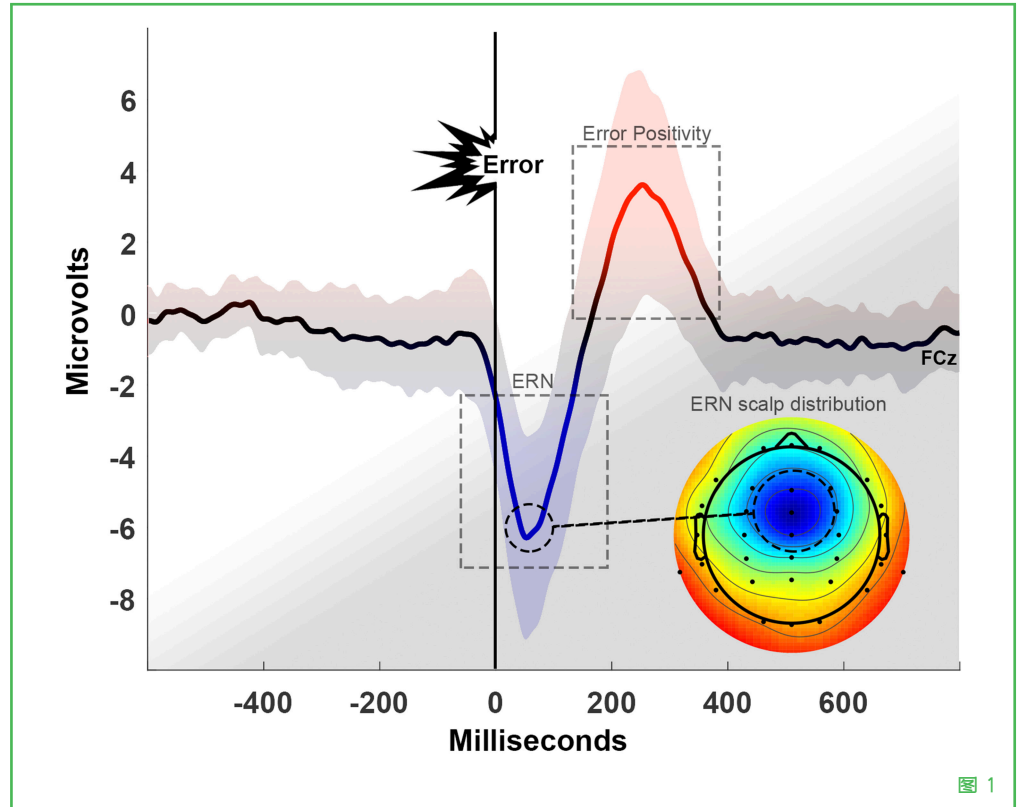 6
4
2
0
-2
-4
-6
-8
Microvolts
Error
Error Positivity
ERN
FCz
ERN scalp distribution
-400 -200 0 200 400 600
Milliseconds
图 1